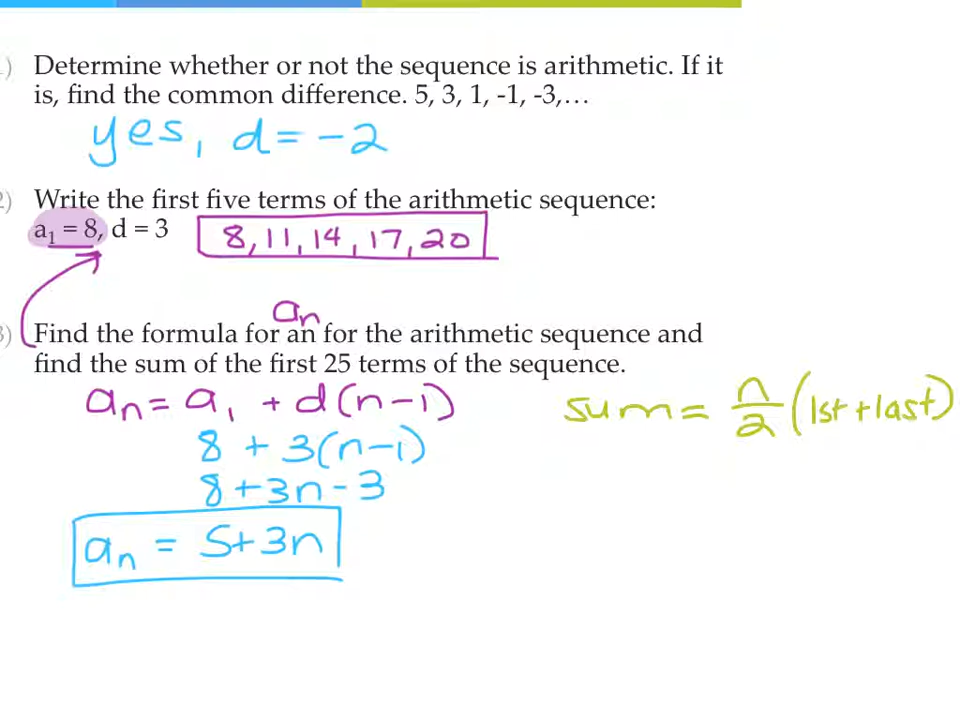 1) Determine whether or not the sequence is arithmetic. If it
is, find the common difference. 5, 3, 1, -1, -3,…
yes, d = -2
2) Write the first five terms of the arithmetic sequence:
a₁ = 8, d = 3 8, 11, 14, 17, 20
aₙ
3) Find the formula for an for the arithmetic sequence and
find the sum of the first 25 terms of the sequence.
aₙ = a₁ + d(n-1)
8 + 3(n-1)
8 + 3n - 3
aₙ = 5 + 3n
sum = n/2 (1st + last)